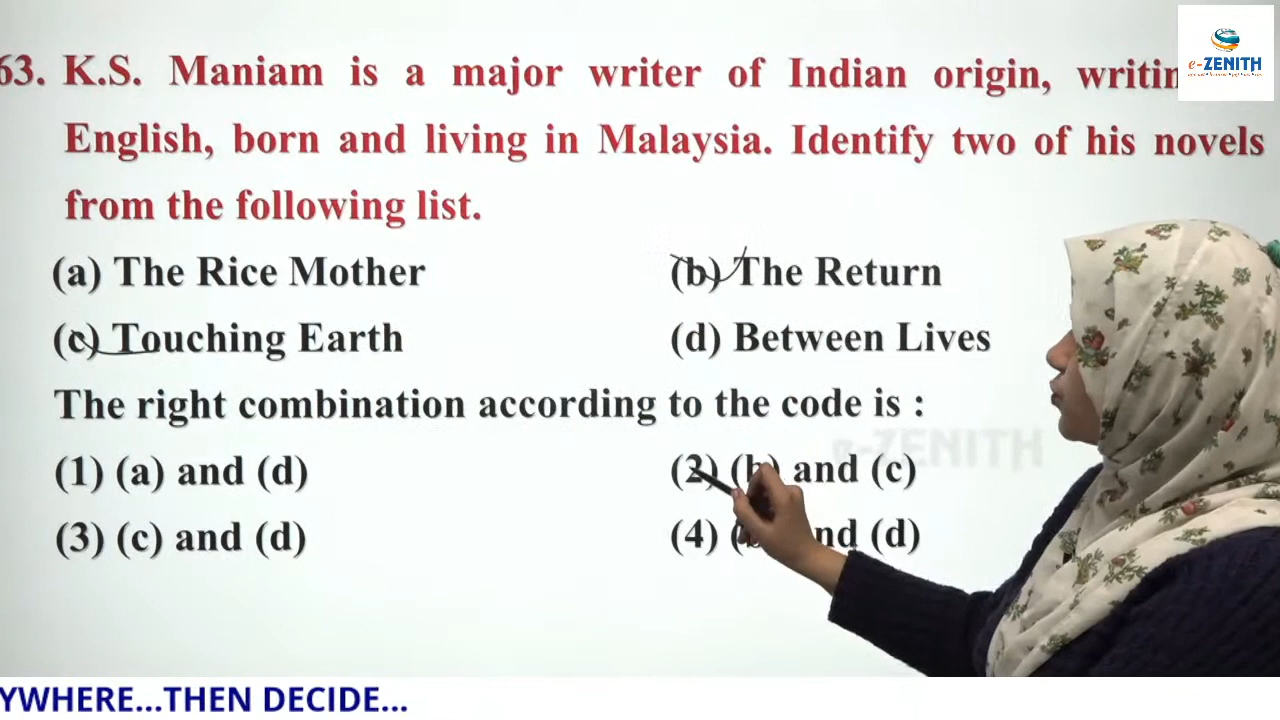 e-ZENITH
63. K.S. Maniam is a major writer of Indian origin,
English, born and living in Malaysia. Identify two of his novels
from the following list.
(a) The Rice Mother (b) The Return
(c) Touching Earth (d) Between Lives
The right combination according to the code is :
e-ZENITH
(1) (a) and (d) (2) (b) and (c)
(3) (c) and (d) (4) and (d)
YWHERE...THEN DECIDE...